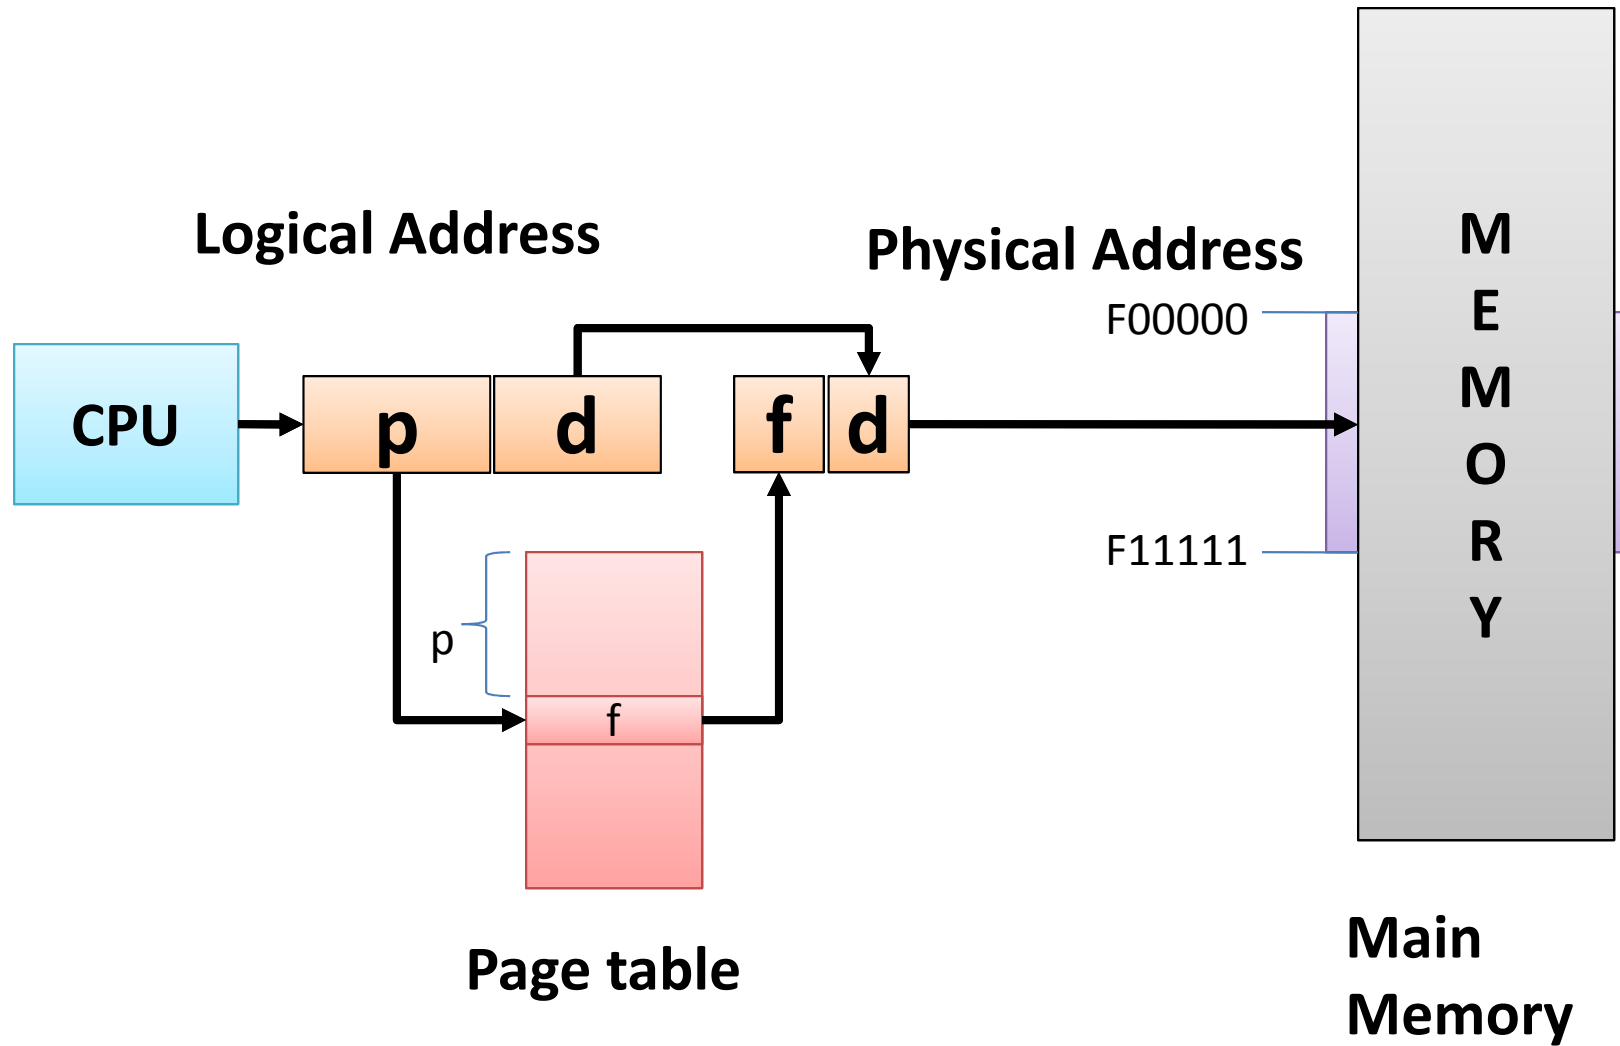 Logical Address
Physical Address
F00000
CPU
p
d
f
d
F11111
p
f
Page table
M
E
M
O
R
Y
Main
Memory